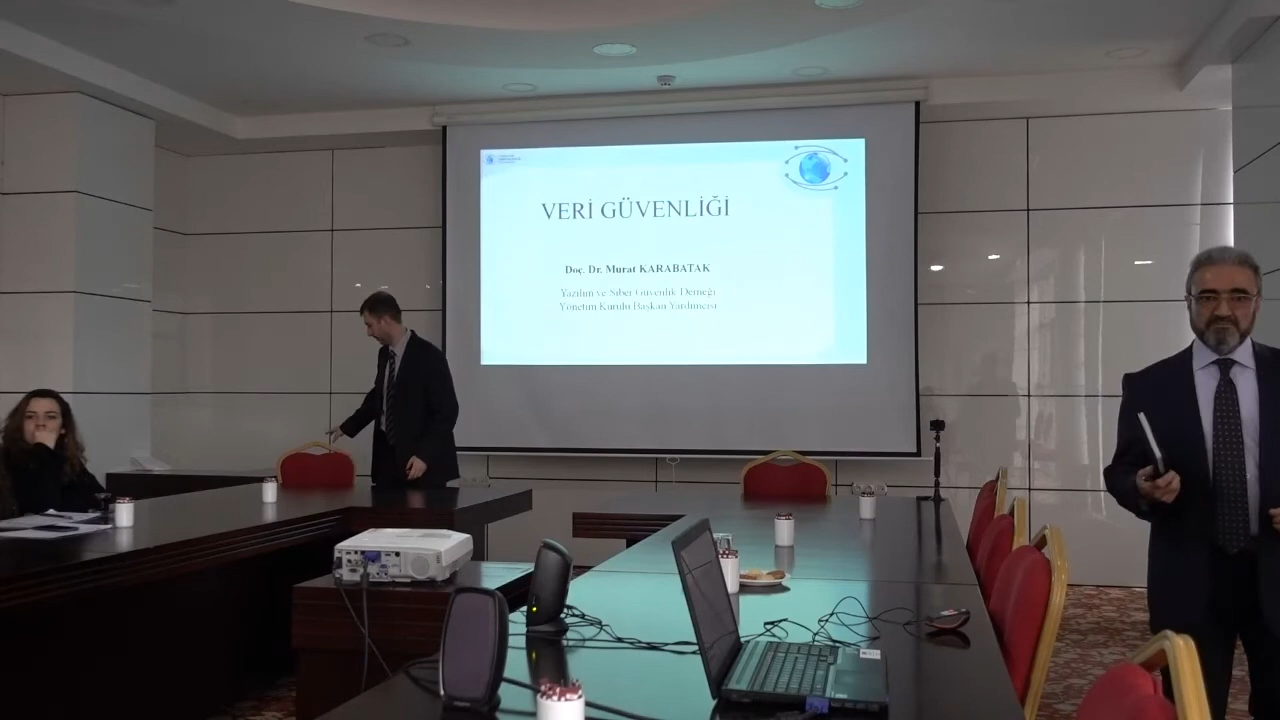 VERİ GÜVENLİĞİ
Doç. Dr. Murat KARABATAK
Yazılım ve Siber Güvenlik Derneği
Yönetim Kurulu Başkan Yardımcısı